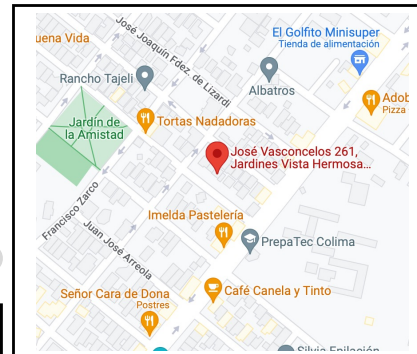 uena Vida
José Joaquín Fdez. de Lizardi
El Golfito Minisuper
Tienda de alimentación
Rancho Tajeli
Albatros
Adob
Pizza
Jardín de
la Amistad
Tortas Nadadoras
José Vasconcelos 261,
Jardines Vista Hermosa...
Francisco Zarco
Juan José Arreola
Imelda Pastelería
PrepaTec Colima
Señor Cara de Dona
Postres
Café Canela y Tinto
Silvia Epilación